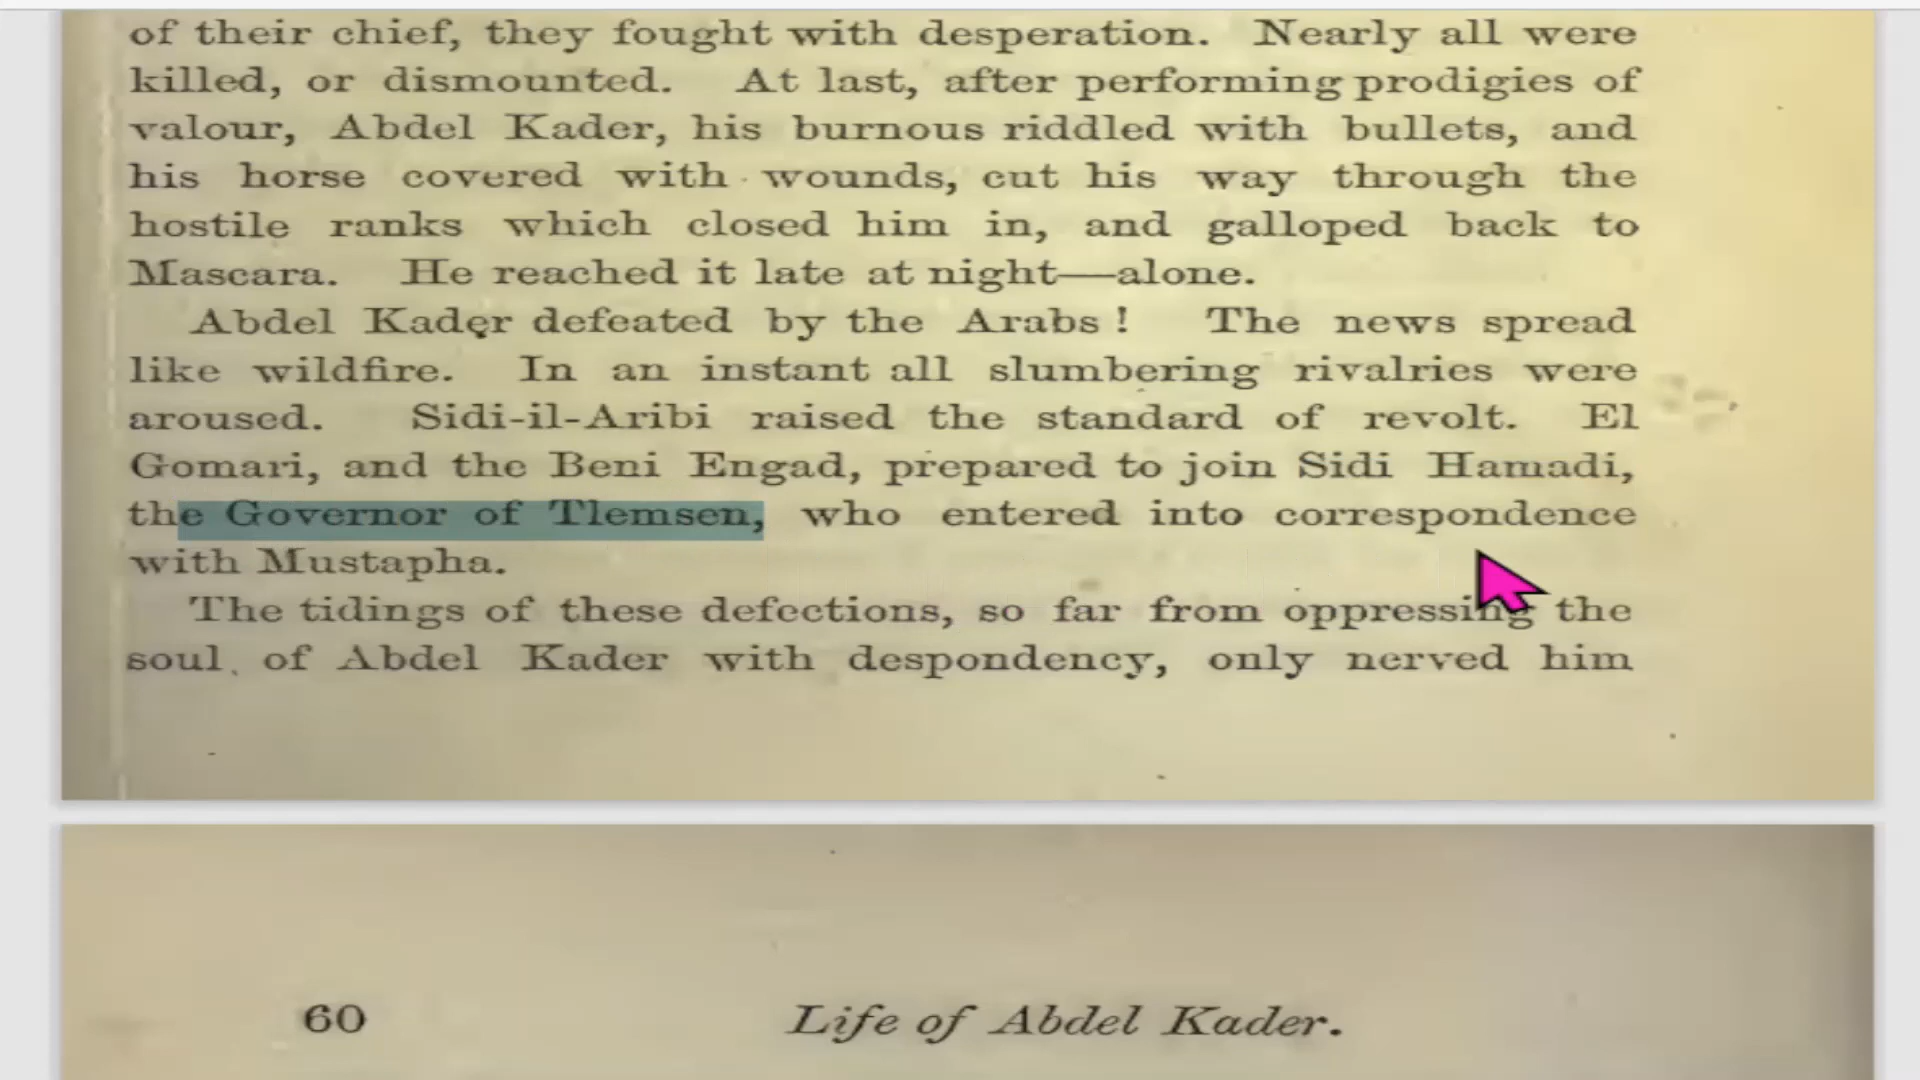 of their chief, they fought with desperation. Nearly all were
killed, or dismounted. At last, after performing prodigies of
valour, Abdel Kader, his burnous riddled with bullets, and
his horse covered with wounds, cut his way through the
hostile ranks which closed him in, and galloped back to
Mascara. He reached it late at night—alone.
Abdel Kader defeated by the Arabs! The news spread
like wildfire. In an instant all slumbering rivalries were
aroused. Sidi-il-Aribi raised the standard of revolt. El
Gomari, and the Beni Engad, prepared to join Sidi Hamadi,
the Governor of Tlemsen, who entered into correspondence
with Mustapha.
The tidings of these defections, so far from oppressing the
soul of Abdel Kader with despondency, only nerved him
60 Life of Abdel Kader.